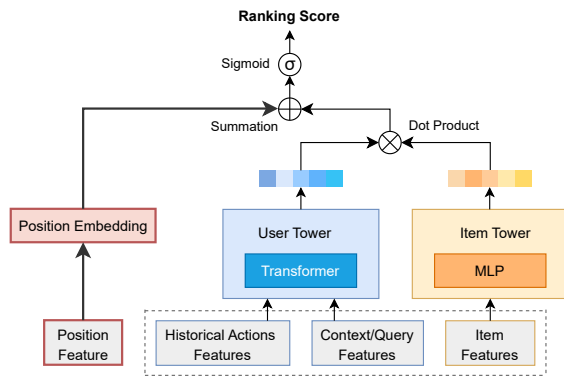 Ranking Score
Sigmoid
σ
Summation
Dot Product
Position Embedding
User Tower
Transformer
Item Tower
MLP
Position
Feature
Historical Actions
Features
Context/Query
Features
Item
Features